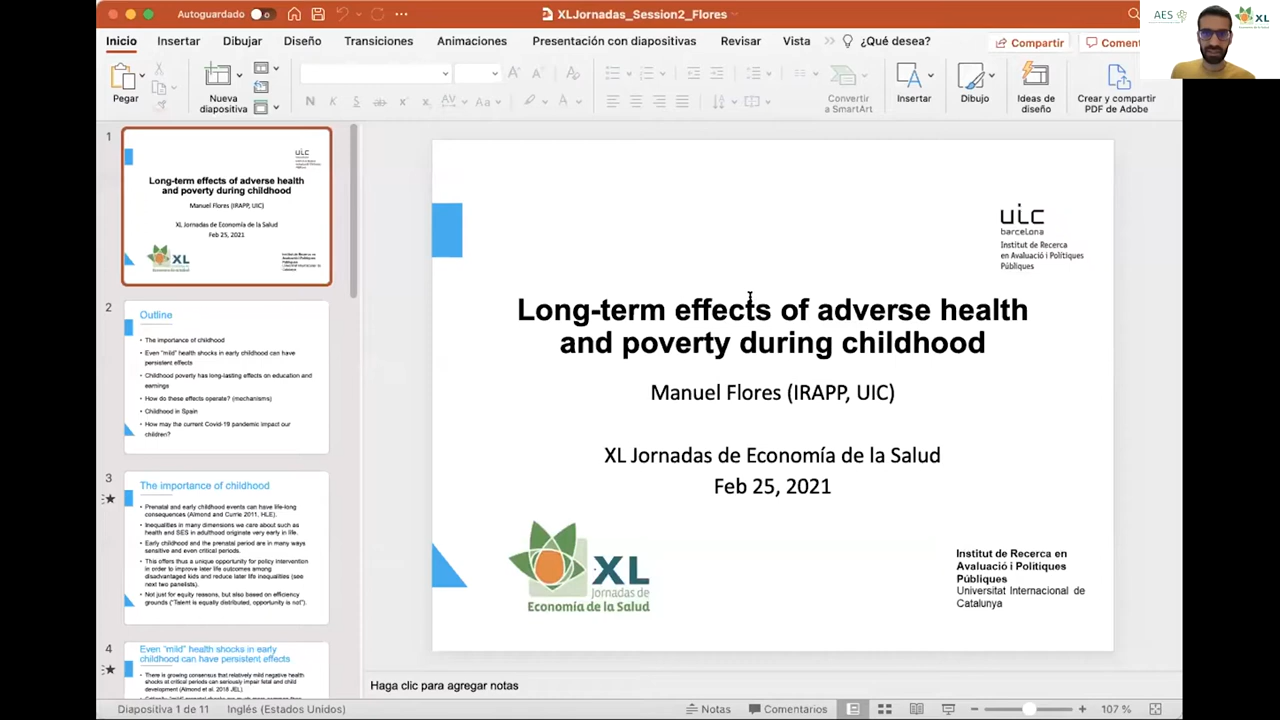 Autoguardado
XLJornadas_Session2_Flores
AES
XL
Inicio
Insertar
Dibujar
Diseño
Transiciones
Animaciones
Presentación con diapositivas
Revisar
Vista
¿Qué desea?
Compartir
Coment
Pegar
Nueva
diapositiva
N K S ab x x AV Aa A
Convertir
a SmartArt
Insertar
Dibujo
Ideas de
diseño
Crear y compartir
PDF de Adobe
1
uic
barcelona
Long-term effects of adverse health
and poverty during childhood
Manuel Flores (IRAPP, UIC)
XL Jornadas de Economía de la Salud
Feb 25, 2021
XL
2
Outline
• The importance of childhood
• Even "mild" health shocks in early childhood can have
persistent effects
• Childhood poverty has long-lasting effects on education and
earnings
• How do these effects operate? (mechanisms)
• Childhood in Spain
• How may the current Covid-19 pandemic impact our
children?
3
The importance of childhood
• Prenatal and early childhood events can have life-long
consequences (Almond and Currie 2011, HLE).
• Inequalities in many dimensions we care about such as
health and SES in adulthood originate very early in life.
• Early childhood and the prenatal period are in many ways
sensitive and even critical periods.
• This offers thus a unique opportunity for policy intervention
in order to improve later life outcomes among
disadvantaged kids and reduce later life inequalities (see
next two panelists).
• Not just for equity reasons, but also based on efficiency
grounds ("Talent is equally distributed, opportunity is not").
4
Even "mild" health shocks in early
childhood can have persistent effects
• There is growing consensus that relatively mild negative health
shocks at critical periods can seriously impair fetal and child
development (Almond et al. 2018 JEL)
uic
barcelona
Institut de Recerca
en Avaluació i Polítiques
Públiques
Long-term effects of adverse health
and poverty during childhood
Manuel Flores (IRAPP, UIC)
XL Jornadas de Economía de la Salud
Feb 25, 2021
XL
Jornadas de
Economía de la Salud
Institut de Recerca en
Avaluació i Polítiques
Públiques
Universitat Internacional de
Catalunya
Haga clic para agregar notas
Diapositiva 1 de 11
Inglés (Estados Unidos)
Notas
Comentarios
107 %